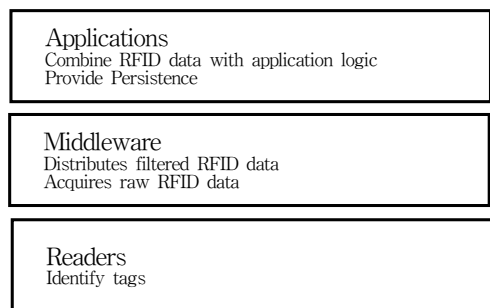 Applications
Combine RFID data with application logic
Provide Persistence
Middleware
Distributes filtered RFID data
Acquires raw RFID data
Readers
Identify tags